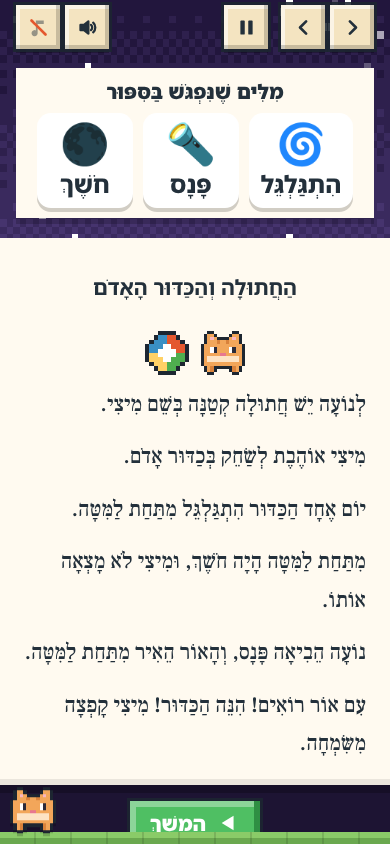 מִלִּים שֶׁנִּפְגֹּשׁ בַּסִּפּוּר
הִתְגַּלְגֵּל
פָּנָס
חֹשֶׁךְ
הַחֲתוּלָה וְהַכַּדּוּר הָאָדֹם
לְנוֹעָה יֵשׁ חֲתוּלָה קְטַנָּה בְּשֵׁם מִיצִי.
מִיצִי אוֹהֶבֶת לְשַׂחֵק בְּכַדּוּר אָדֹם.
יוֹם אֶחָד הַכַּדּוּר הִתְגַּלְגֵּל מִתַּחַת לַמִּטָּה.
מִתַּחַת לַמִּטָּה הָיָה חֹשֶׁךְ, וּמִיצִי לֹא מָצְאָה
אוֹתוֹ.
נוֹעָה הֵבִיאָה פָּנָס, וְהָאוֹר הֵאִיר מִתַּחַת לַמִּטָּה.
עִם אוֹר רוֹאִים! הִנֵּה הַכַּדּוּר! מִיצִי קָפְצָה
מִשִּׂמְחָה.
המשך